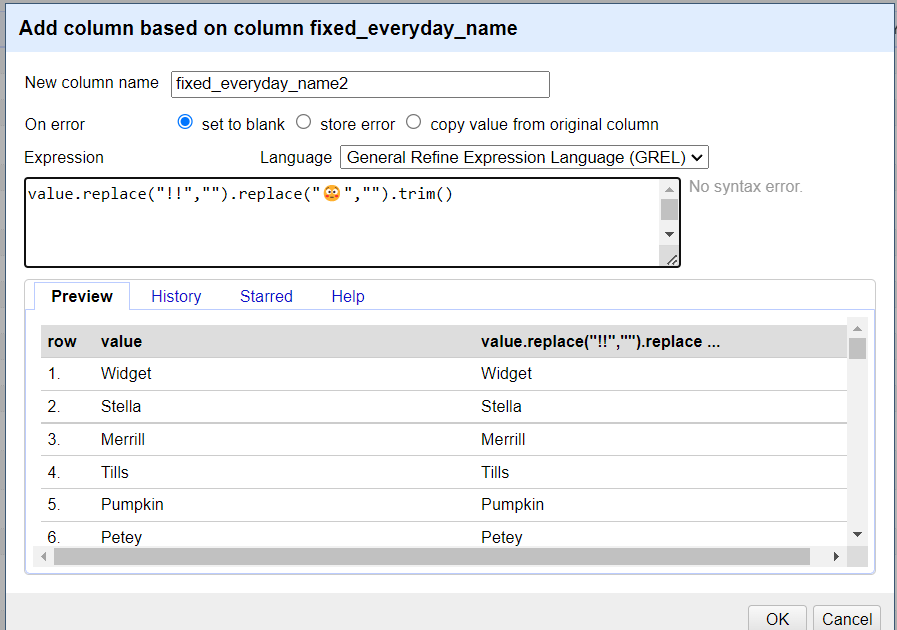 Add column based on column fixed_everyday_name
New column name fixed_everyday_name2
On error set to blank store error copy value from original column
Expression Language General Refine Expression Language (GREL)
value.replace("!!","").replace("😳","").trim()
No syntax error.
Preview History Starred Help
row value value.replace("!!","").replace ...
1. Widget Widget
2. Stella Stella
3. Merrill Merrill
4. Tills Tills
5. Pumpkin Pumpkin
6. Petey Petey
OK Cancel